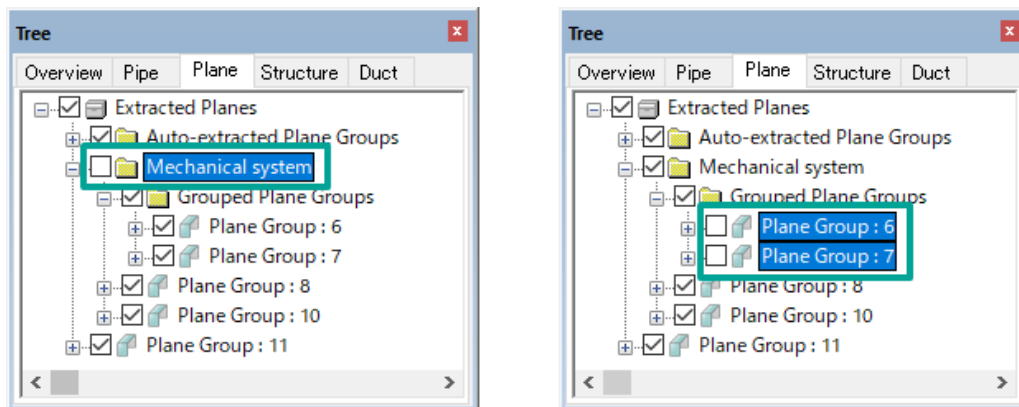 Tree
x
Overview Pipe Plane Structure Duct
Extracted Planes
Auto-extracted Plane Groups
Mechanical system
Grouped Plane Groups
Plane Group : 6
Plane Group : 7
Plane Group : 8
Plane Group : 10
Plane Group : 11
Tree
x
Overview Pipe Plane Structure Duct
Extracted Planes
Auto-extracted Plane Groups
Mechanical system
Grouped Plane Groups
Plane Group : 6
Plane Group : 7
Plane Group : 8
Plane Group : 10
Plane Group : 11